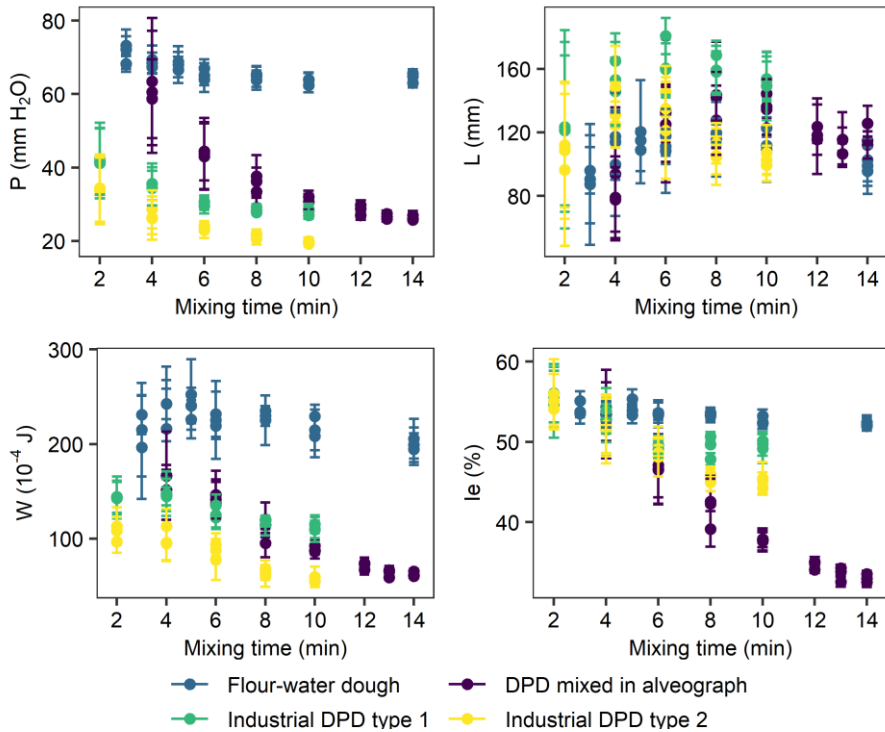 P (mm H₂O)
80
60
40
20
2 4 6 8 10 12 14
Mixing time (min)
L (mm)
160
120
80
2 4 6 8 10 12 14
Mixing time (min)
W (10⁻⁴ J)
300
200
100
2 4 6 8 10 12 14
Mixing time (min)
Ie (%)
60
50
40
2 4 6 8 10 12 14
Mixing time (min)
Flour-water dough
DPD mixed in alveograph
Industrial DPD type 1
Industrial DPD type 2